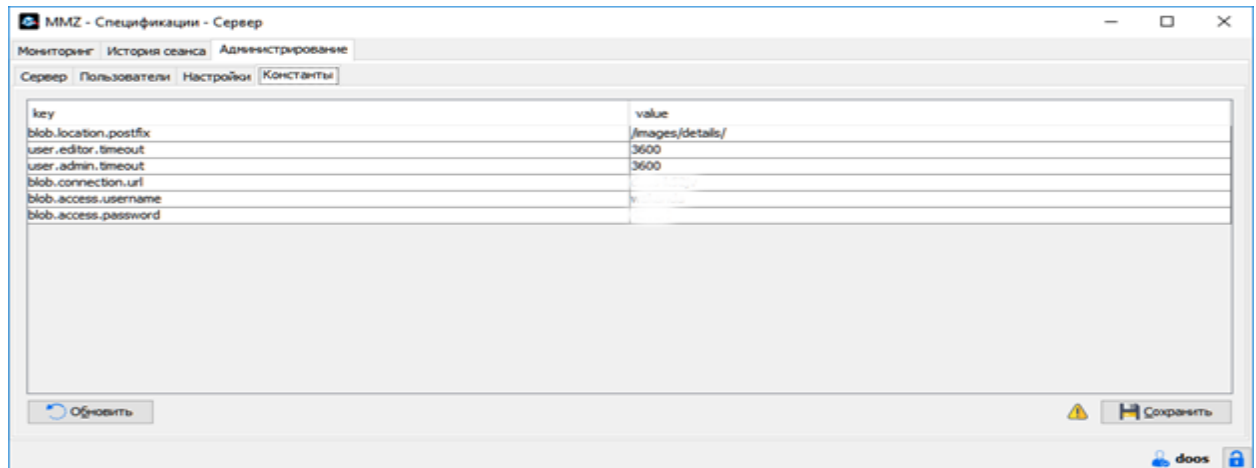 MMZ - Спецификации - Сервер
Мониторинг История сеанса Администрирование
Сервер Пользователи Настройки Константы
key value
blob.location.postfix /images/details/
user.editor.timeout 3600
user.admin.timeout 3600
blob.connection.url
blob.access.username
blob.access.password
Обновить Сохранить
doos